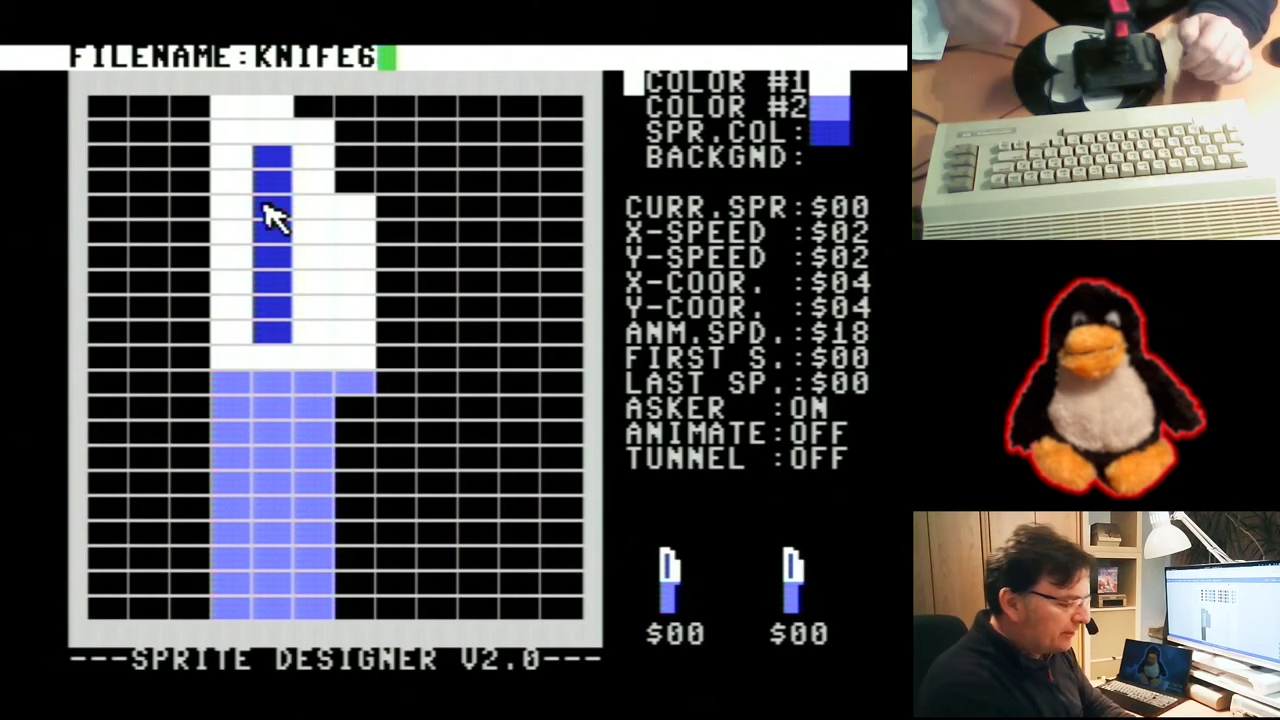 FILENAME:KNIFE6
COLOR #1
COLOR #2
SPR.COL:
BACKGND:
CURR.SPR:$00
X-SPEED :$02
Y-SPEED :$02
X-COOR. :$04
Y-COOR. :$04
ANM.SPD.:$18
FIRST S.:$00
LAST SP.:$00
ASKER :ON
ANIMATE:OFF
TUNNEL :OFF
$00 $00
---SPRITE DESIGNER V2.0---